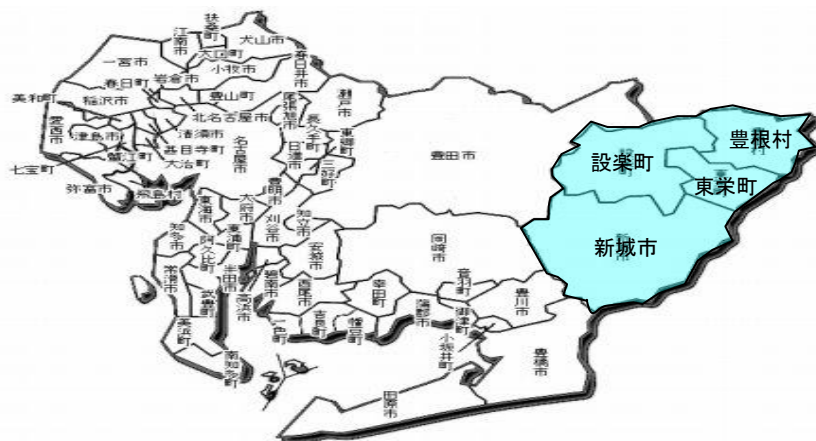 扶桑町
江南市
犬山市
大口町
一宮市
小牧市
春日井市
岩倉市
春日町
豊山町
瀬戸市
美和町
稲沢市
尾張旭市
北名古屋市
長久手町
愛西市
津島市
清須市
東郷町
名古屋市
日進市
甚目寺町
豊田市
三好町
蟹江町
七宝町
大治町
弥富市
飛島村
豊明市
豊根村
設楽町
東栄町
新城市
東海市
大府市
知多市
東浦町
刈谷市
知立市
岡崎市
阿久比町
安城市
半田市
碧南市
常滑市
西尾市
音羽町
幸田町
高浜市
武豊町
蒲郡市
豊川市
御津町
一色町
吉良町
幡豆町
美浜町
小坂井町
南知多町
豊橋市
田原市